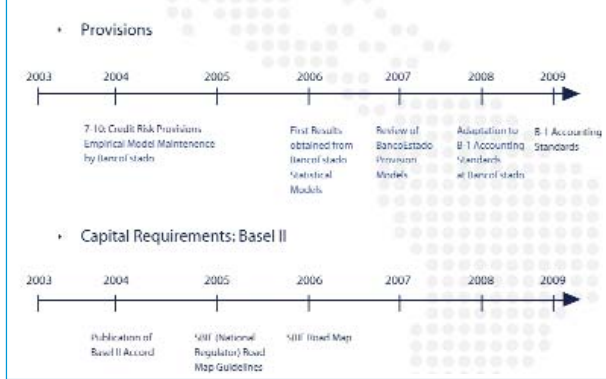 Provisions
2003 2004 2005 2006 2007 2008 2009
7-10: Credit Risk Provisions
Empirical Model Maintenence
by BancoEstado
First Results
obtained from
BancoEstado
Statistical
Models
Review of
BancoEstado
Provision
Models
Adaptation to
B-1 Accounting
Standards
at BancoEstado
B-1 Accounting
Standards
Capital Requirements: Basel II
2003 2004 2005 2006 2007 2008 2009
Publication of
Basel II Accord
SBIF (National
Regulator) Road
Map Guidelines
SBIF Road Map